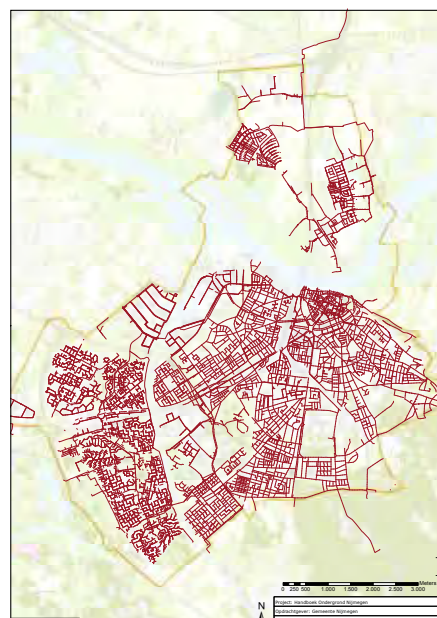 Meters
0 250 500 1.000 1.500 2.000 2.500 3.000
N
Project: Handboek Ondergrond Nijmegen
Opdrachtgever: Gemeente Nijmegen